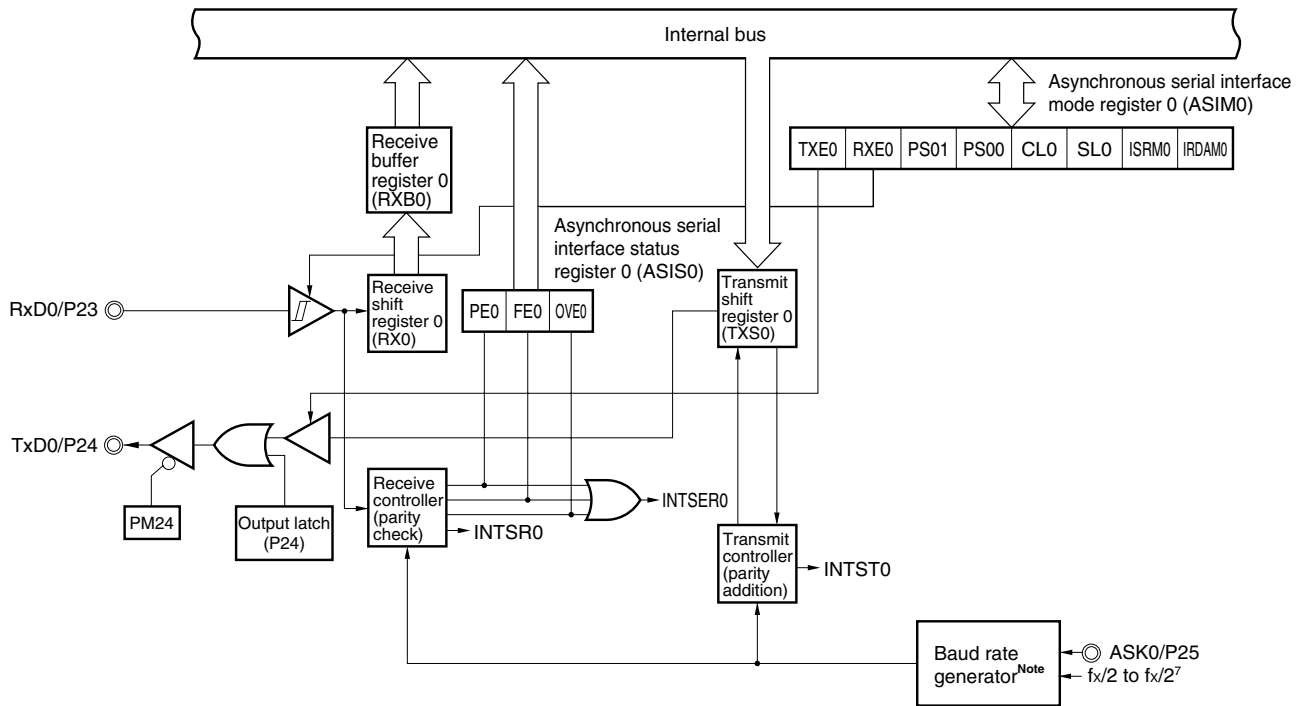 Internal bus
Asynchronous serial interface
mode register 0 (ASIM0)
Receive
buffer
register 0
(RXB0)
TXE0 RXE0 PS01 PS00 CL0 SL0 ISRM0 IRDAM0
Asynchronous serial
interface status
register 0 (ASIS0)
RxD0/P23
Receive
shift
register 0
(RX0)
PE0 FE0 OVE0
Transmit
shift
register 0
(TXS0)
TxD0/P24
PM24
Output latch
(P24)
Receive
controller
(parity
check)
INTSER0
INTSR0
Transmit
controller
(parity
addition)
INTST0
Baud rate
generatorNote
ASK0/P25
fx/2 to fx/2⁷